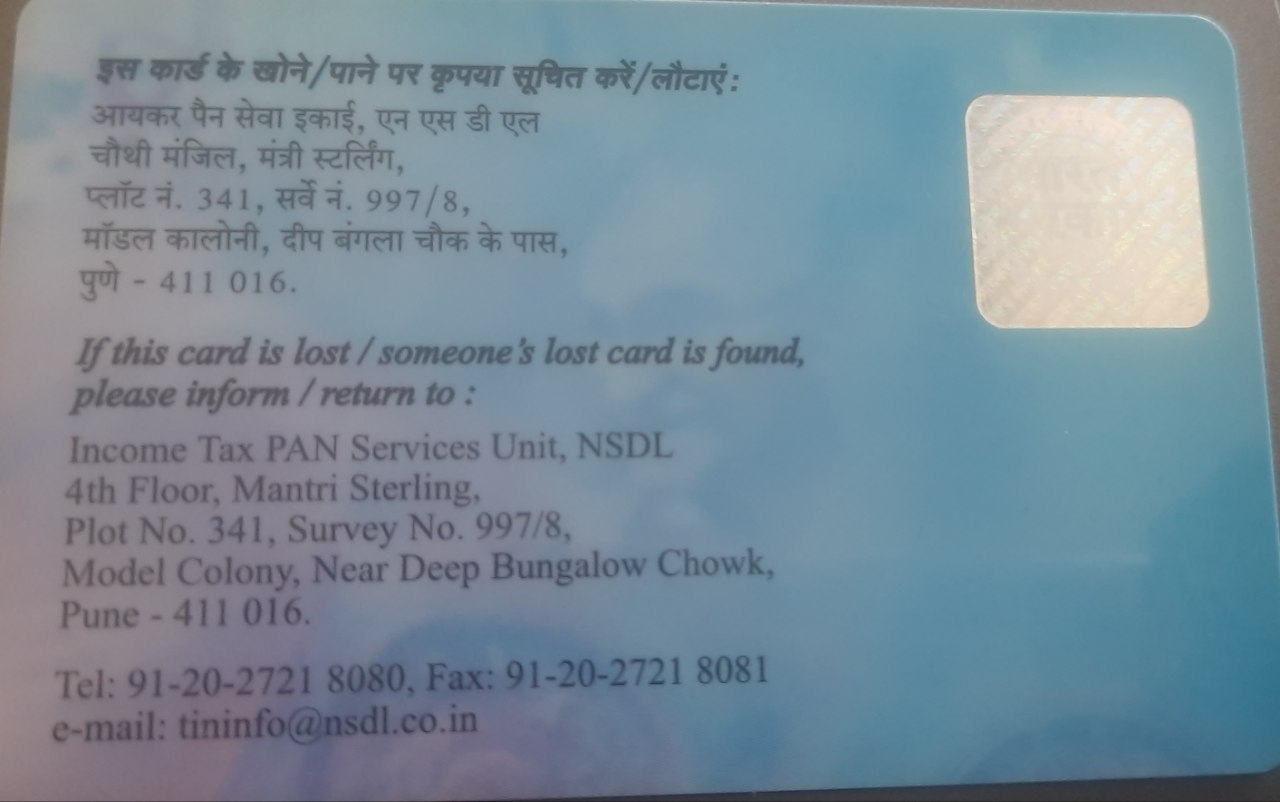 इस कार्ड के खोने/पाने पर कृपया सूचित करें/लौटाएं:
आयकर पैन सेवा इकाई, एन एस डी एल
चौथी मंजिल, मंत्री स्टर्लिंग,
प्लॉट नं. 341, सर्वे नं. 997/8,
मॉडल कालोनी, दीप बंगला चौक के पास,
पुणे - 411 016.
If this card is lost / someone's lost card is found,
please inform / return to :
Income Tax PAN Services Unit, NSDL
4th Floor, Mantri Sterling,
Plot No. 341, Survey No. 997/8,
Model Colony, Near Deep Bungalow Chowk,
Pune - 411 016.
Tel: 91-20-2721 8080, Fax: 91-20-2721 8081
e-mail: tininfo@nsdl.co.in